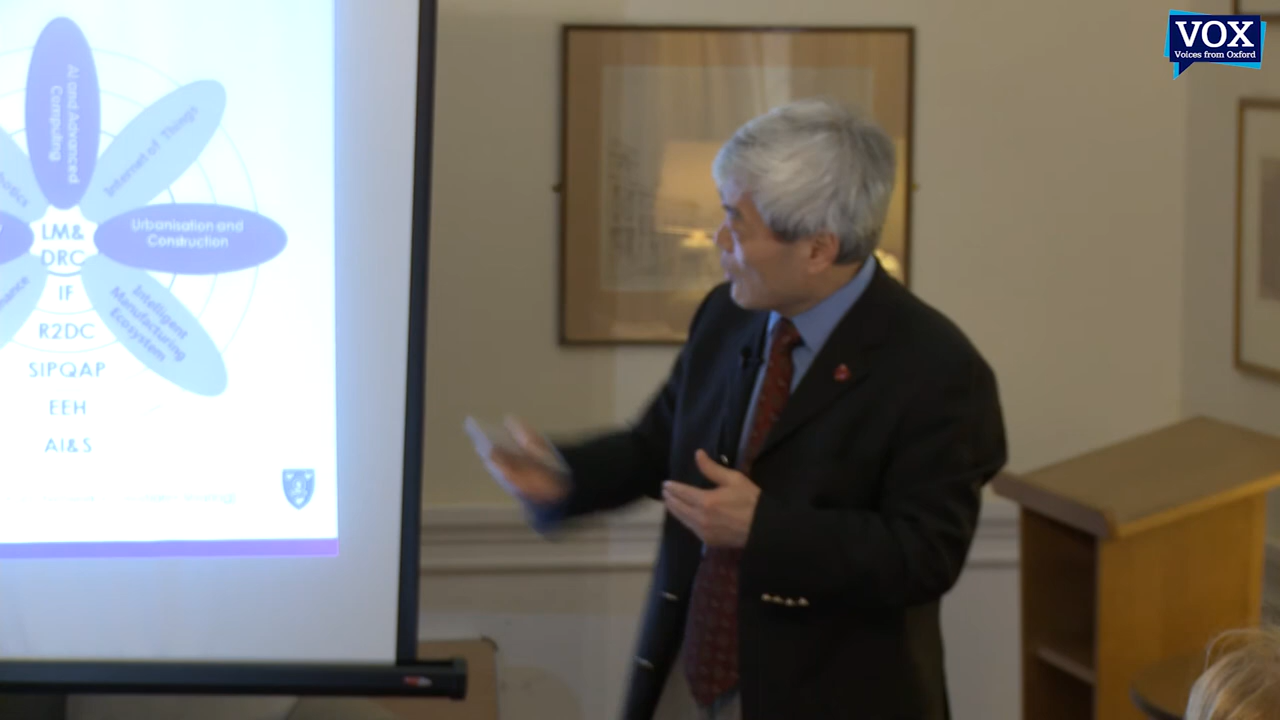 VOX
Voices from Oxford
AI and Advanced
Computing
Internet of Things
Urbanisation and
Construction
LM&
DRC
IF
R2DC
SIPQAP
EEH
AI&S
Intelligent
Manufacturing
Ecosystem